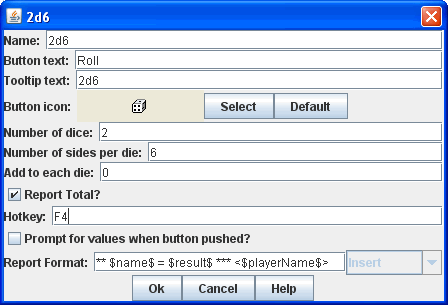 2d6
Name: 2d6
Button text: Roll
Tooltip text: 2d6
Button icon: Select Default
Number of dice: 2
Number of sides per die: 6
Add to each die: 0
Report Total?
Hotkey: F4
Prompt for values when button pushed?
Report Format: ** $name$ = $result$ *** <$playerName$> Insert
Ok Cancel Help